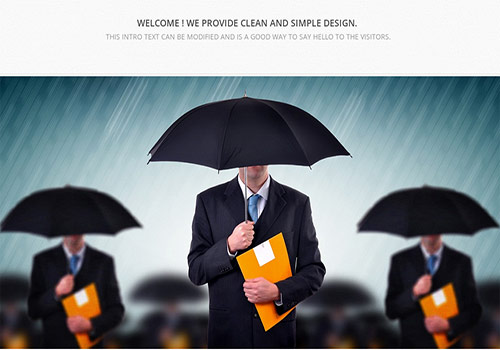 WELCOME ! WE PROVIDE CLEAN AND SIMPLE DESIGN.
THIS INTRO TEXT CAN BE MODIFIED AND IS A GOOD WAY TO SAY HELLO TO THE VISITORS.